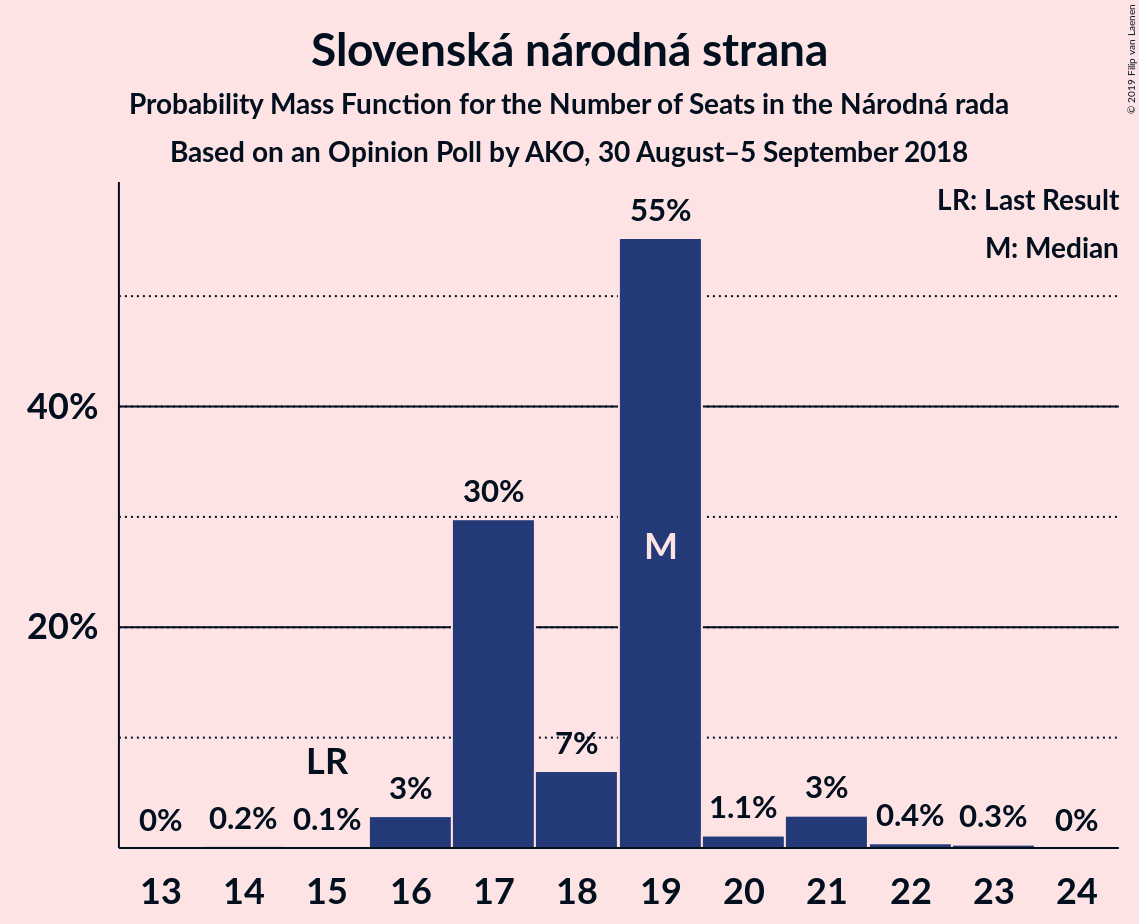 Slovenská národná strana
Probability Mass Function for the Number of Seats in the Národná rada
Based on an Opinion Poll by AKO, 30 August–5 September 2018
© 2019 Filip van Laenen
LR: Last Result
M: Median
55%
40%
30%
M
20%
LR
7%
0%
0.2%
0.1%
3%
1.1%
3%
0.4%
0.3%
0%
13 14 15 16 17 18 19 20 21 22 23 24